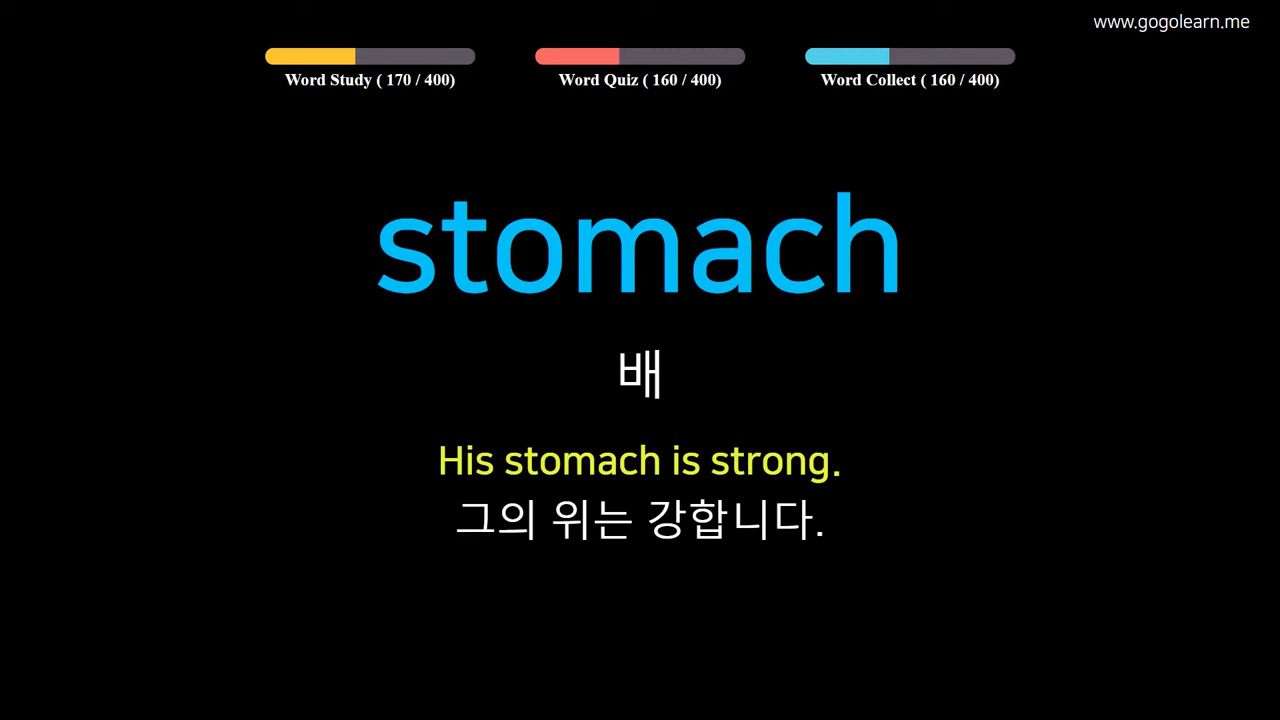 www.gogolearn.me
Word Study ( 170 / 400)
Word Quiz ( 160 / 400)
Word Collect ( 160 / 400)
stomach
배
His stomach is strong.
그의 위는 강합니다.